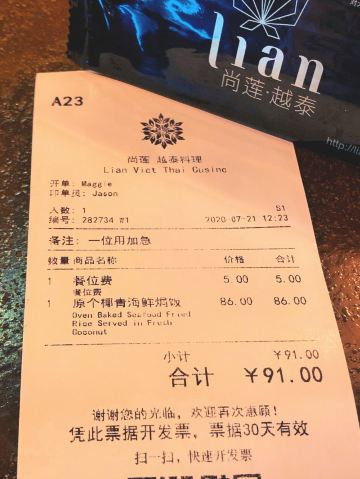 lian
尚莲·越泰
A23
尚莲 越泰料理
Lian Viet Thai Cusine
开单: Maggie
印单员: Jason
人数: 1 S1
编号: 282734 #1 2020-07-21 12:23
备注: 一位用加急
数量 商品名称 价格 合计
1 餐位费 5.00 5.00
餐位费
1 原个椰青海鲜焗饭 86.00 86.00
Oven Baked Seafood Fried
Rice Served in Fresh
Coconut
小计 ¥91.00
合计 ¥91.00
谢谢您的光临, 欢迎再次惠顾!
凭此票据开发票, 票据30天有效
扫一扫, 快速开发票